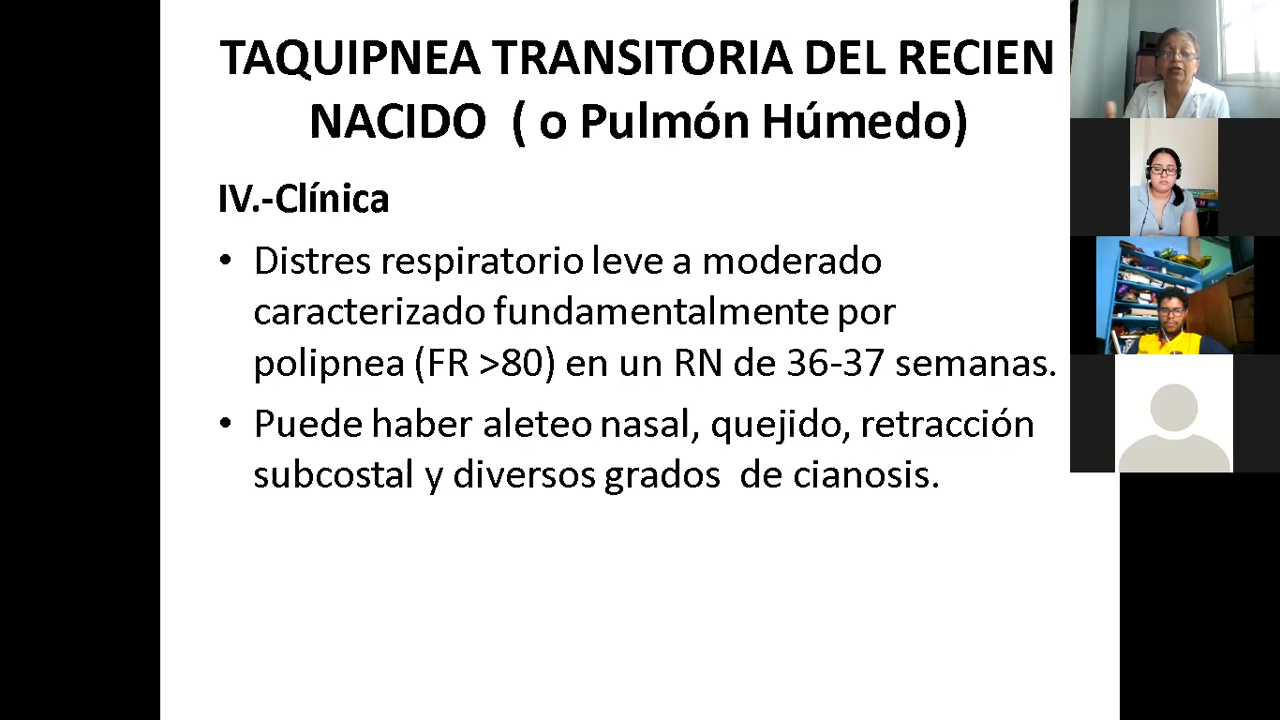 TAQUIPNEA TRANSITORIA DEL RECIEN
NACIDO ( o Pulmón Húmedo)
IV.-Clínica
• Distres respiratorio leve a moderado
caracterizado fundamentalmente por
polipnea (FR >80) en un RN de 36-37 semanas.
• Puede haber aleteo nasal, quejido, retracción
subcostal y diversos grados de cianosis.